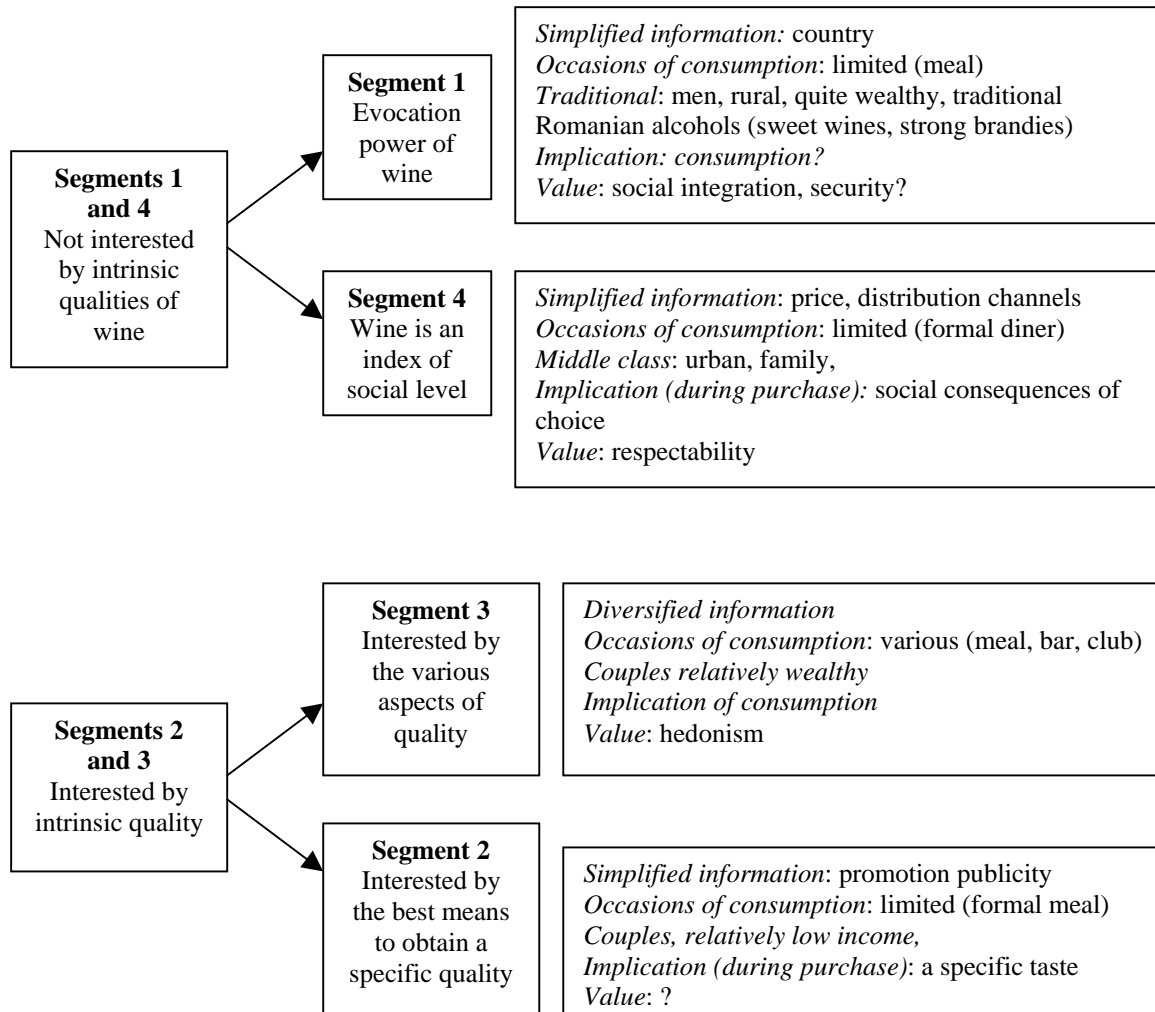 Segments 1
and 4
Not interested
by intrinsic
qualities of
wine
Segment 1
Evocation
power of
wine
Simplified information: country
Occasions of consumption: limited (meal)
Traditional: men, rural, quite wealthy, traditional
Romanian alcohols (sweet wines, strong brandies)
Implication: consumption?
Value: social integration, security?
Segment 4
Wine is an
index of
social level
Simplified information: price, distribution channels
Occasions of consumption: limited (formal diner)
Middle class: urban, family,
Implication (during purchase): social consequences of
choice
Value: respectability
Segments 2
and 3
Interested by
intrinsic quality
Segment 3
Interested by
the various
aspects of
quality
Diversified information
Occasions of consumption: various (meal, bar, club)
Couples relatively wealthy
Implication of consumption
Value: hedonism
Segment 2
Interested by
the best means
to obtain a
specific quality
Simplified information: promotion publicity
Occasions of consumption: limited (formal meal)
Couples, relatively low income,
Implication (during purchase): a specific taste
Value: ?